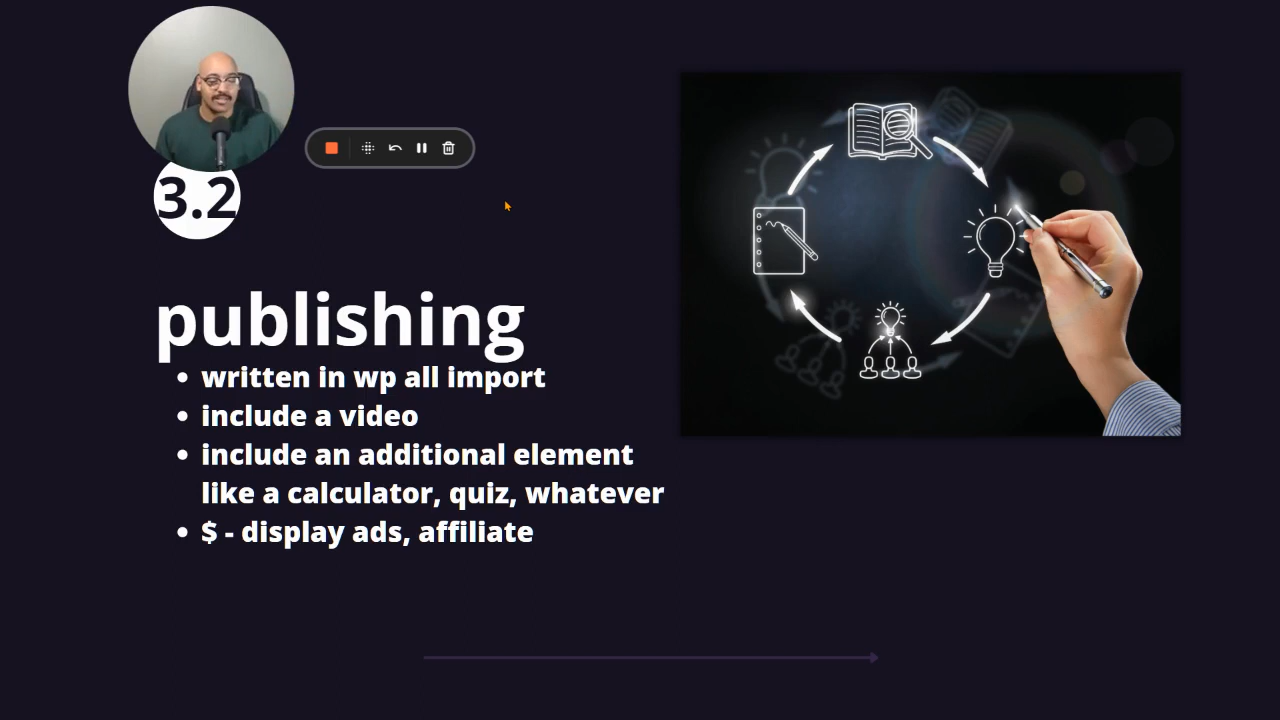 3.2
publishing
written in wp all import
include a video
include an additional element
like a calculator, quiz, whatever
$ - display ads, affiliate